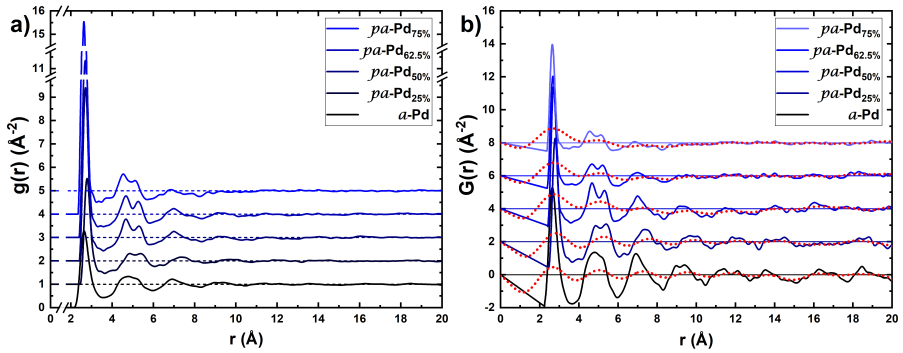 a)
16
15
11
9
8
7
6
5
4
3
2
1
0
g(r) (Å⁻²)
pa-Pd75%
pa-Pd62.5%
pa-Pd50%
pa-Pd25%
a-Pd
0 2 4 6 8 10 12 14 16 18 20
r (Å)
b)
16
14
12
10
8
6
4
2
0
-2
G(r) (Å⁻²)
pa-Pd75%
pa-Pd62.5%
pa-Pd50%
pa-Pd25%
a-Pd
0 2 4 6 8 10 12 14 16 18 20
r (Å)